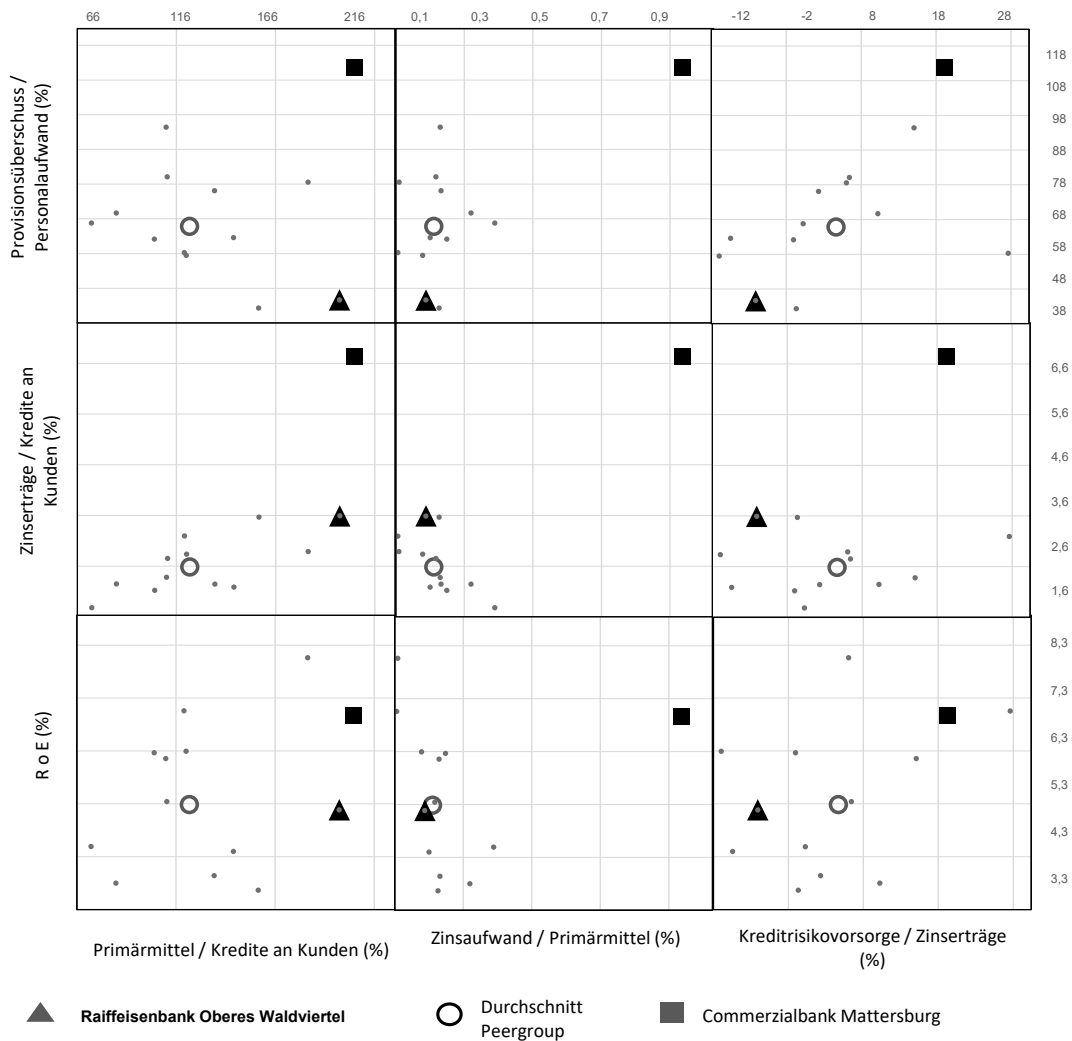 66 116 166 216 0,1 0,3 0,5 0,7 0,9 -12 -2 8 18 28
Provisionsüberschuss /
Personalaufwand (%)
118
108
98
88
78
68
58
48
38
Zinserträge / Kredite an
Kunden (%)
6,6
5,6
4,6
3,6
2,6
1,6
R o E (%)
8,3
7,3
6,3
5,3
4,3
3,3
Primärmittel / Kredite an Kunden (%)
Zinsaufwand / Primärmittel (%)
Kreditrisikovorsorge / Zinserträge
(%)
Raiffeisenbank Oberes Waldviertel
Durchschnitt
Peergroup
Commerzialbank Mattersburg